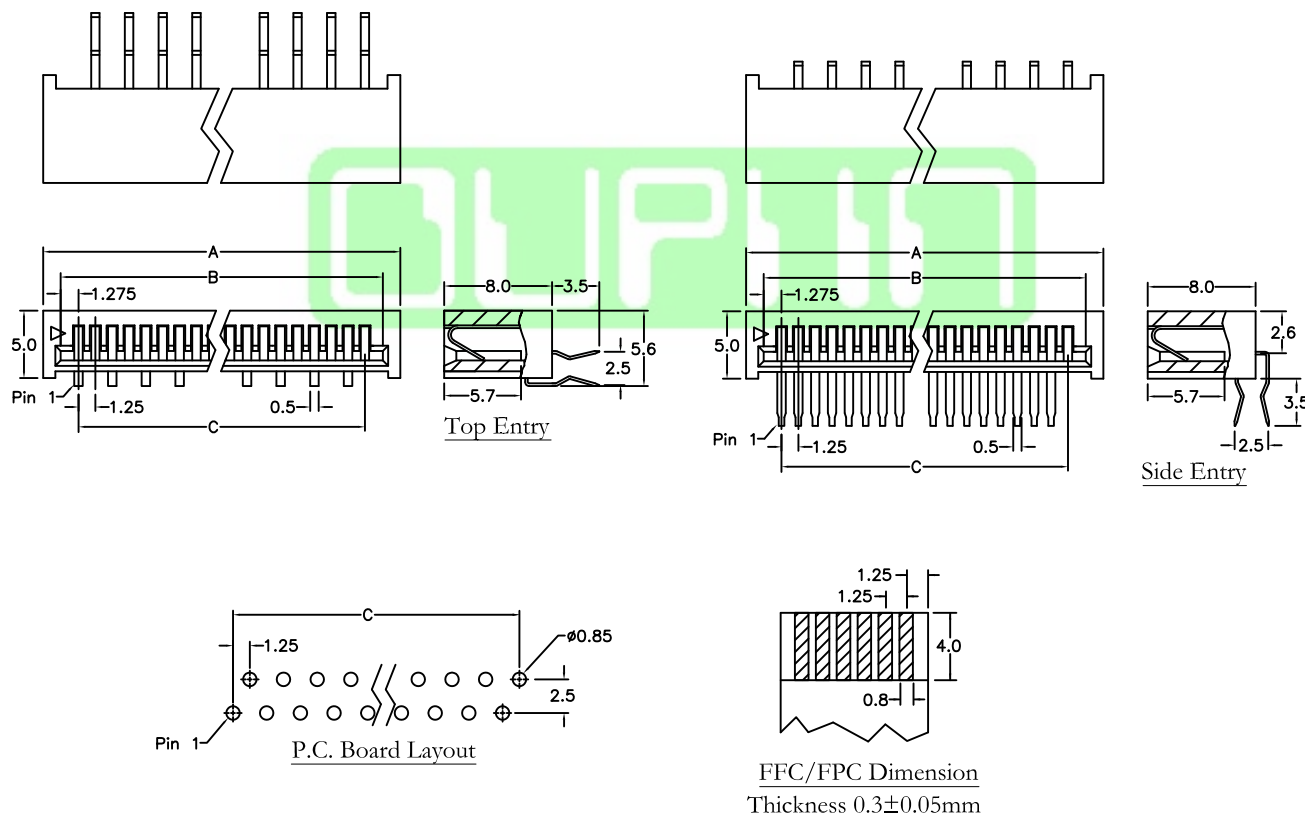 OUPIIN
A
B
1.275
5.0
Pin 1
1.25
0.5
C
8.0
3.5
5.6
2.5
5.7
Top Entry
A
B
1.275
5.0
Pin 1
1.25
0.5
C
8.0
2.6
5.7
3.5
2.5
Side Entry
C
1.25
ø0.85
2.5
Pin 1
P.C. Board Layout
1.25
1.25
4.0
0.8
FFC/FPC Dimension
Thickness 0.3±0.05mm